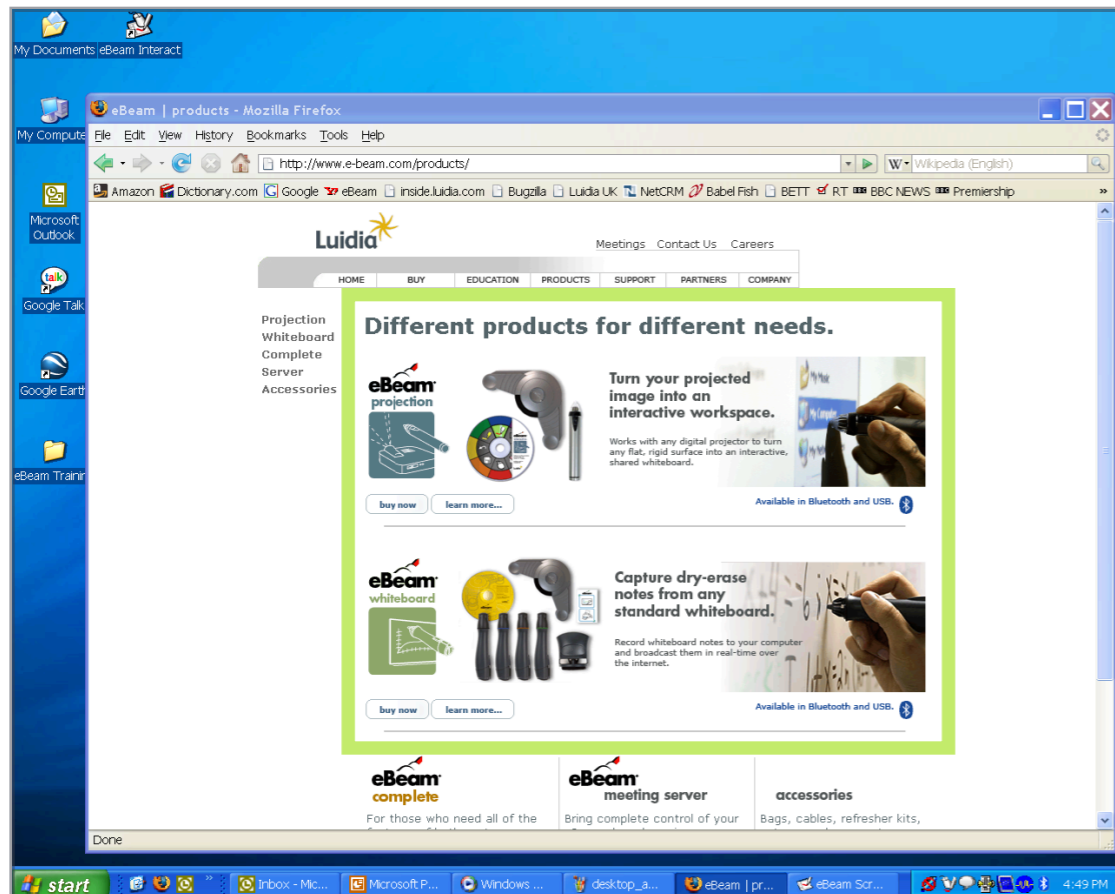 My Documents
eBeam Interact
eBeam | products - Mozilla Firefox
My Compute
File Edit View History Bookmarks Tools Help
http://www.e-beam.com/products/
W Wikipedia (English)
Amazon Dictionary.com Google eBeam inside.luidia.com Bugzilla Luidia UK NetCRM Babel Fish BETT RT BBC NEWS Premiership »
Microsoft
Outlook
talk
Google Talk
Google Earth
eBeam Trainin
Luidia
Meetings Contact Us Careers
HOME BUY EDUCATION PRODUCTS SUPPORT PARTNERS COMPANY
Projection
Whiteboard
Complete
Server
Accessories
Different products for different needs.
eBeam
projection
Turn your projected
image into an
interactive workspace.
Works with any digital projector to turn
any flat, rigid surface into an interactive,
shared whiteboard.
My Music
My Computer
buy now learn more...
Available in Bluetooth and USB.
eBeam
whiteboard
Capture dry-erase
notes from any
standard whiteboard.
Record whiteboard notes to your computer
and broadcast them in real-time over
the internet.
buy now learn more...
Available in Bluetooth and USB.
eBeam
complete
For those who need all of the
eBeam
meeting server
Bring complete control of your
accessories
Bags, cables, refresher kits,
Done
start
»
Inbox - Mic...
Microsoft P...
Windows ...
desktop_a...
eBeam | pr...
eBeam Scr...
4:49 PM